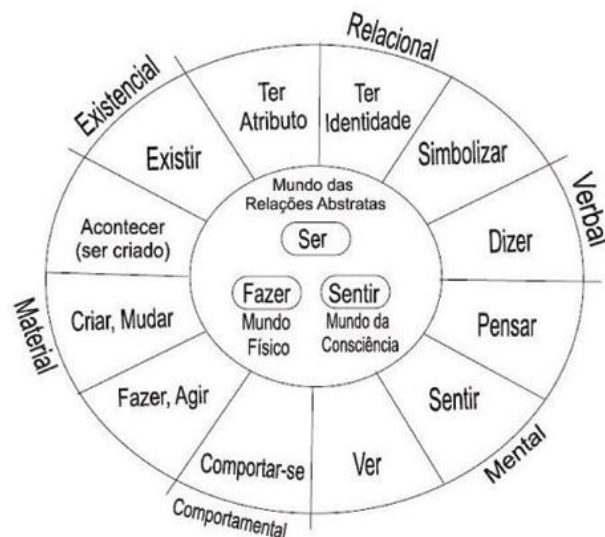 Relacional
Existencial
Verbal
Material
Mental
Comportamental
Ter
Atributo
Ter
Identidade
Simbolizar
Existir
Dizer
Acontecer
(ser criado)
Pensar
Criar, Mudar
Sentir
Fazer, Agir
Ver
Comportar-se
Mundo das
Relações Abstratas
Ser
Fazer
Mundo
Físico
Sentir
Mundo da
Consciência